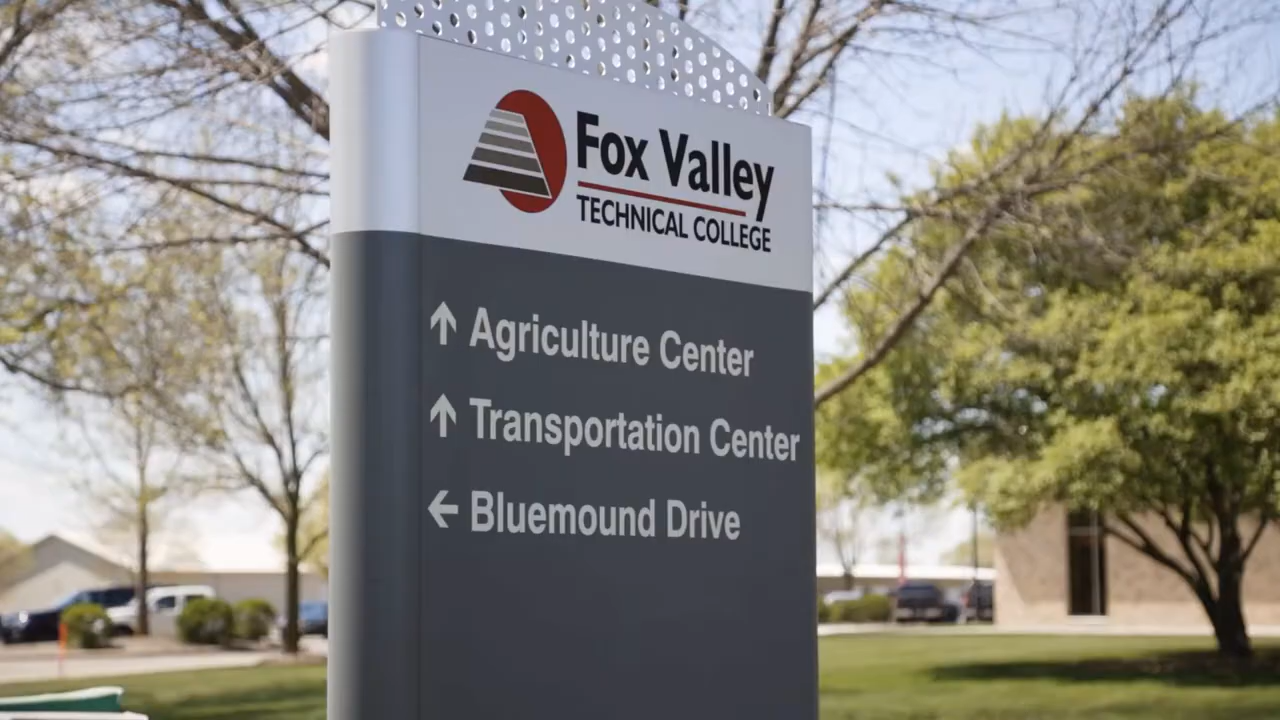 Fox Valley
TECHNICAL COLLEGE
↑ Agriculture Center
↑ Transportation Center
← Bluemound Drive